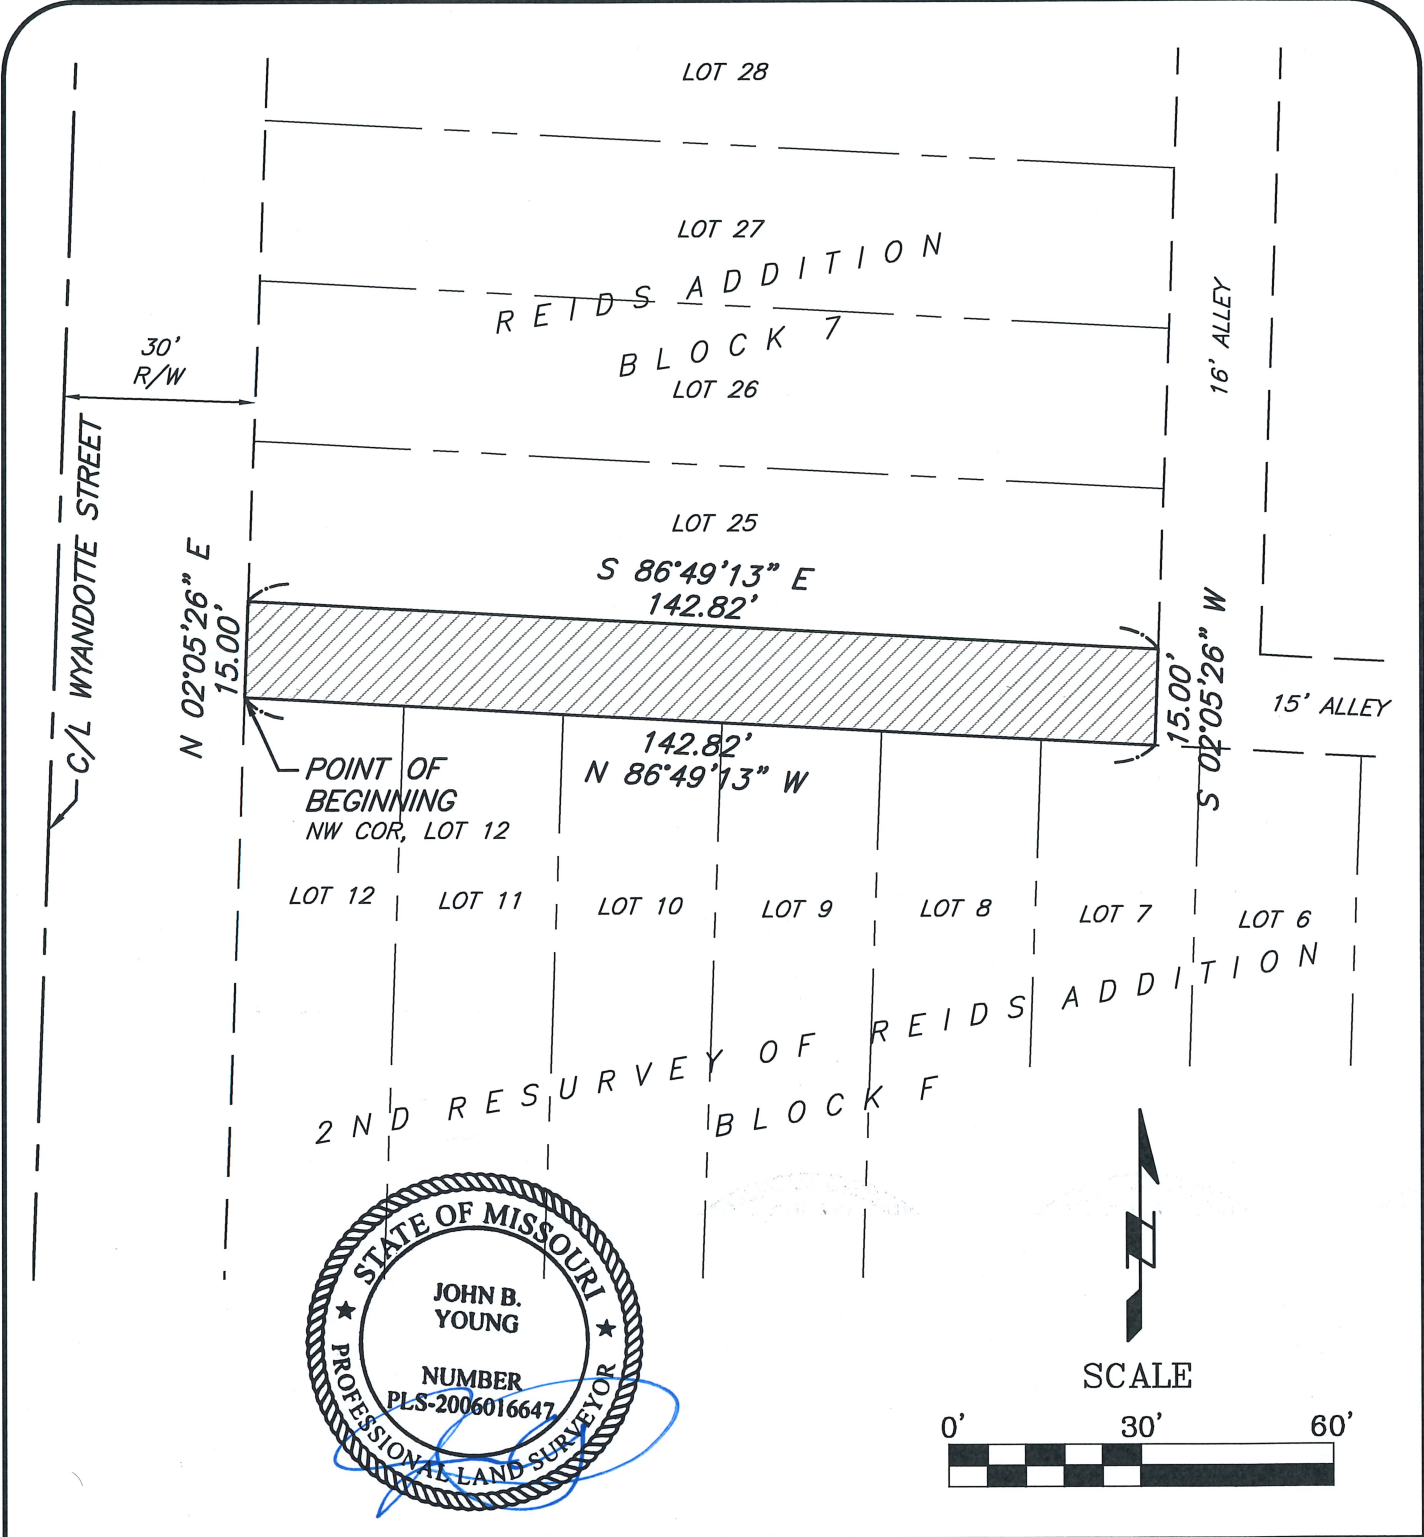 LOT 28
LOT 27
REIDS ADDITION
BLOCK 7
LOT 26
30'
R/W
16' ALLEY
C/L WYANDOTTE STREET
LOT 25
S 86°49'13" E
142.82'
N 02°05'26" E
15.00'
15.00'
S 02°05'26" W
15' ALLEY
142.82'
N 86°49'13" W
POINT OF
BEGINNING
NW COR, LOT 12
LOT 12
LOT 11
LOT 10
LOT 9
LOT 8
LOT 7
LOT 6
2ND RESURVEY OF REIDS ADDITION
BLOCK F
STATE OF MISSOURI
JOHN B.
YOUNG
NUMBER
PLS-2006016647
PROFESSIONAL LAND SURVEYOR
SCALE
0' 30' 60'